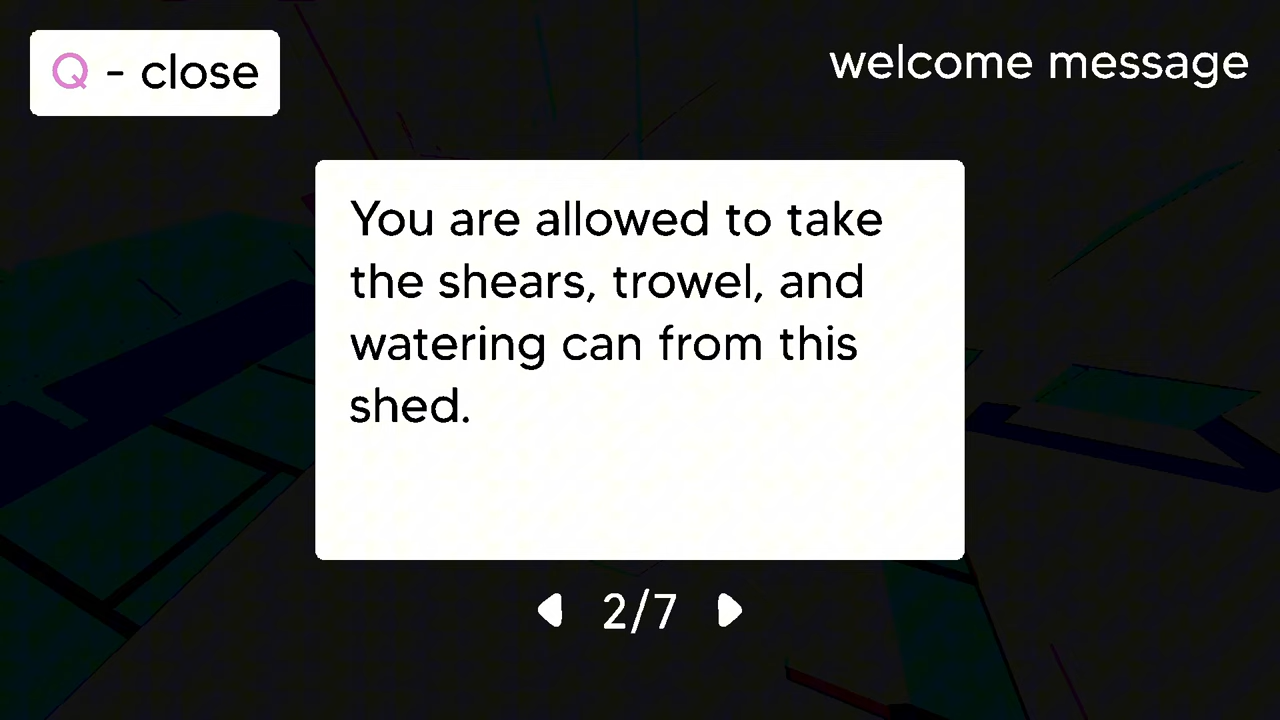 Q - close
welcome message
You are allowed to take
the shears, trowel, and
watering can from this
shed.
2/7